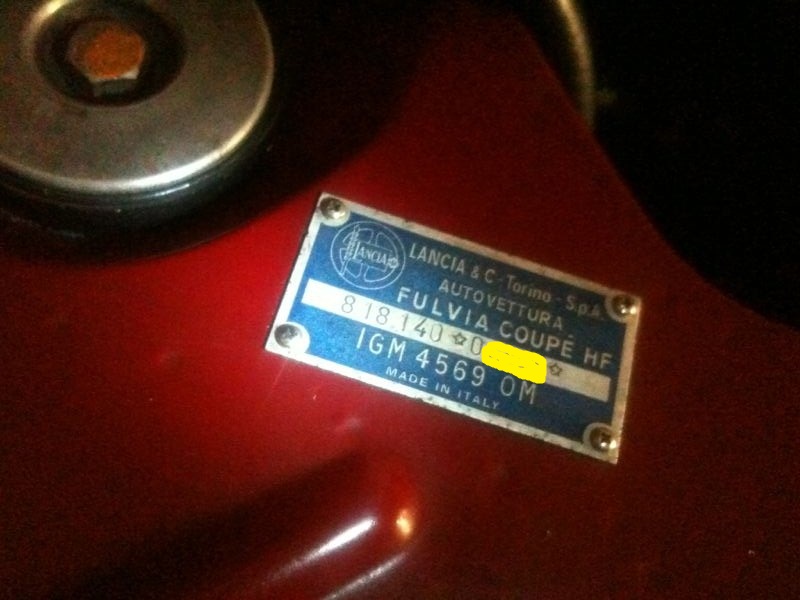 LANCIA
LANCIA & C - Torino - S.p.A.
AUTOVETTURA
FULVIA COUPÉ HF
818.140 ☆0 ☆
IGM 4569 OM
MADE IN ITALY